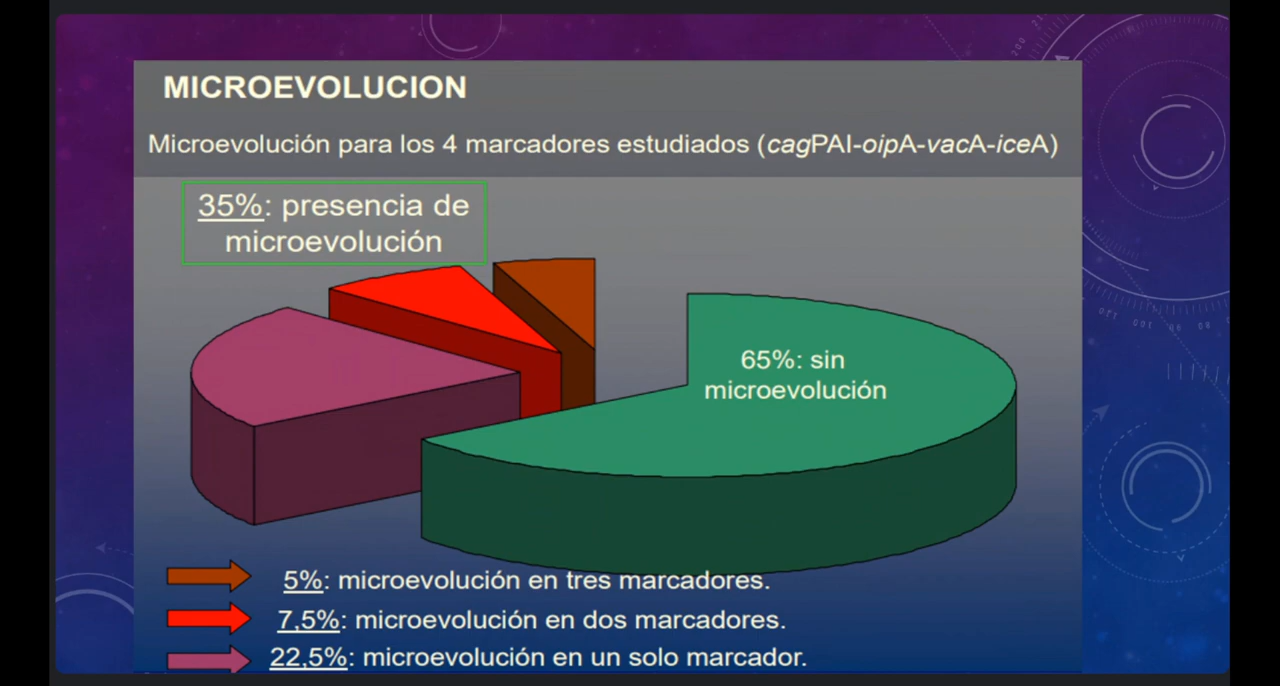 MICROEVOLUCION
Microevolución para los 4 marcadores estudiados (cagPAI-oipA-vacA-iceA)
35%: presencia de
microevolución
65%: sin
microevolución
5%: microevolución en tres marcadores.
7,5%: microevolución en dos marcadores.
22,5%: microevolución en un solo marcador.